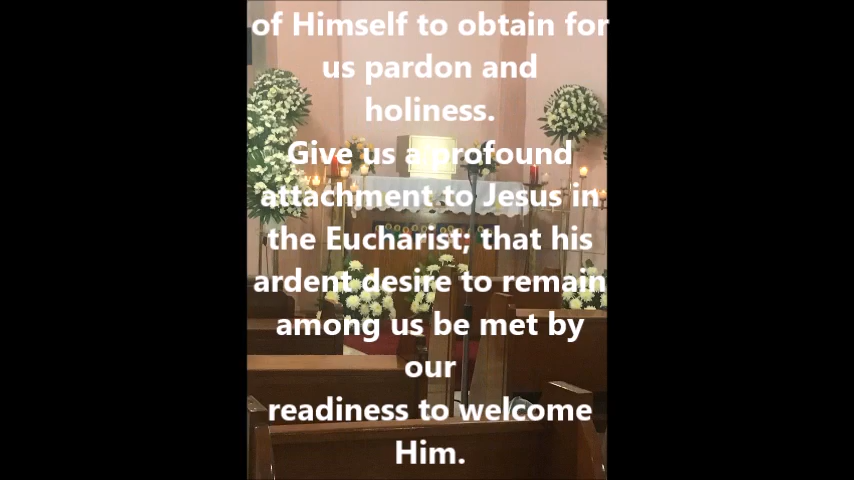 of Himself to obtain for
us pardon and
holiness.
Give us a profound
attachment to Jesus in
the Eucharist; that his
ardent desire to remain
among us be met by
our
readiness to welcome
Him.